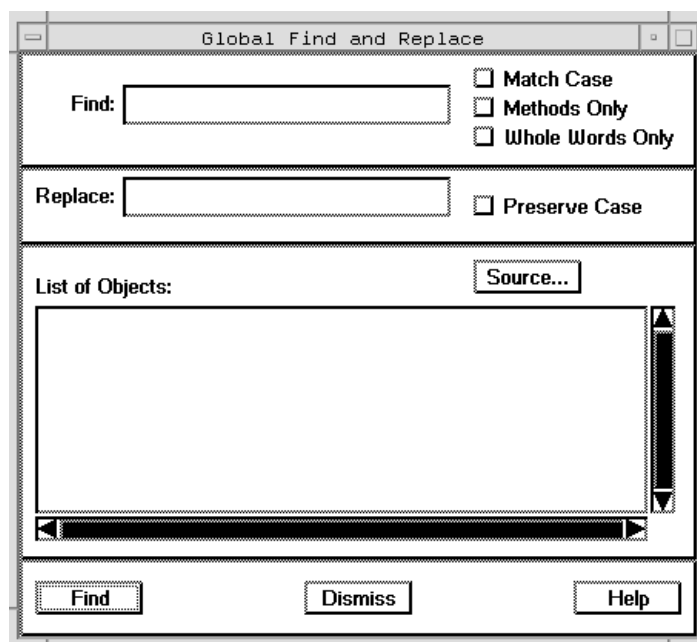 Global Find and Replace
Find:
Match Case
Methods Only
Whole Words Only
Replace:
Preserve Case
List of Objects:
Source...
Find
Dismiss
Help